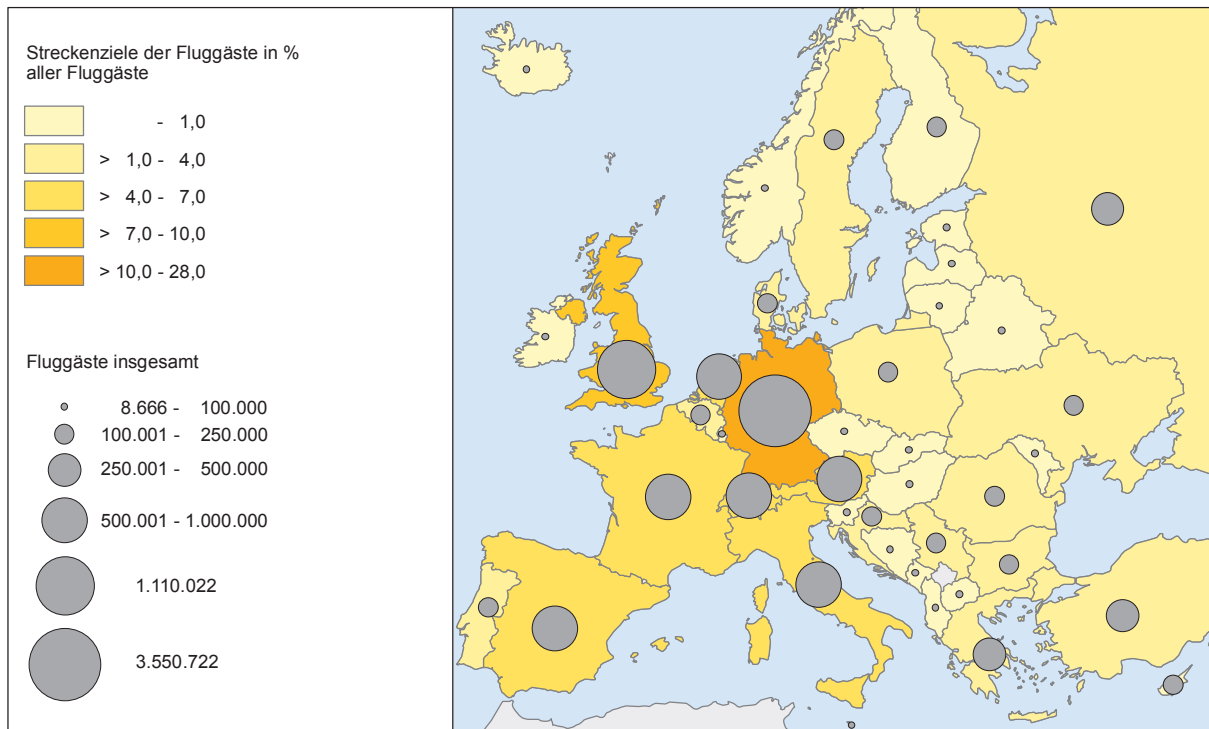 Streckenziele der Fluggäste in %
aller Fluggäste
- 1,0
> 1,0 - 4,0
> 4,0 - 7,0
> 7,0 - 10,0
> 10,0 - 28,0
Fluggäste insgesamt
8.666 - 100.000
100.001 - 250.000
250.001 - 500.000
500.001 - 1.000.000
1.110.022
3.550.722